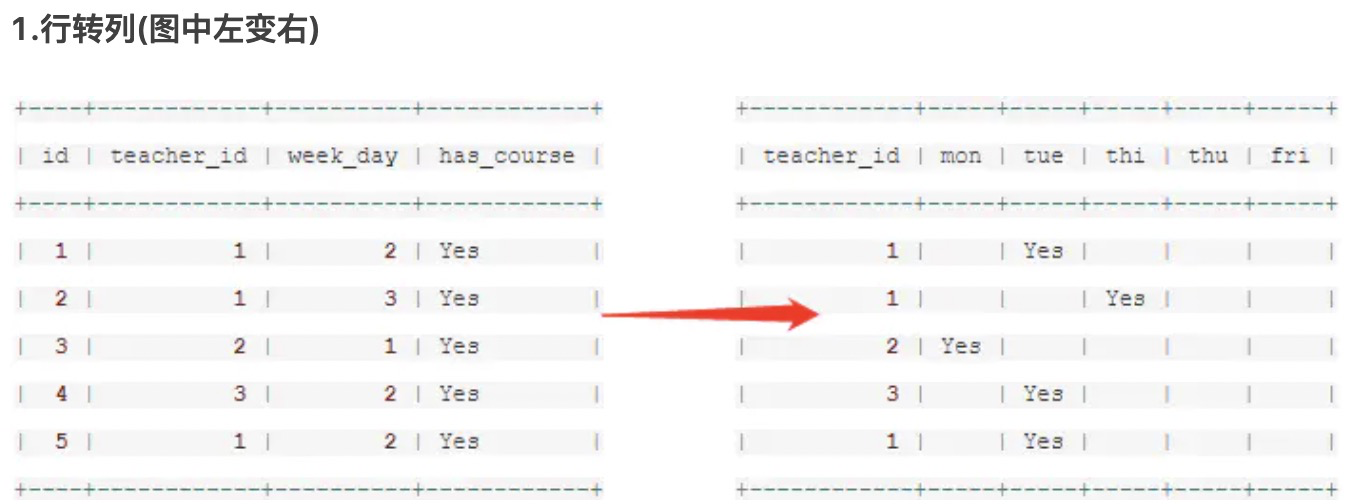 1.行转列(图中左变右)
+----+------------+----------+------------+ +------------+-----+-----+-----+-----+-----+
| id | teacher_id | week_day | has_course | | teacher_id | mon | tue | thi | thu | fri |
+----+------------+----------+------------+ +------------+-----+-----+-----+-----+-----+
| 1 | 1 | 2 | Yes | | 1 | | Yes | | | |
| 2 | 1 | 3 | Yes | | 1 | | | Yes | | |
| 3 | 2 | 1 | Yes | | 2 | Yes | | | | |
| 4 | 3 | 2 | Yes | | 3 | | Yes | | | |
| 5 | 1 | 2 | Yes | | 1 | | Yes | | | |
+----+------------+----------+------------+ +------------+-----+-----+-----+-----+-----+